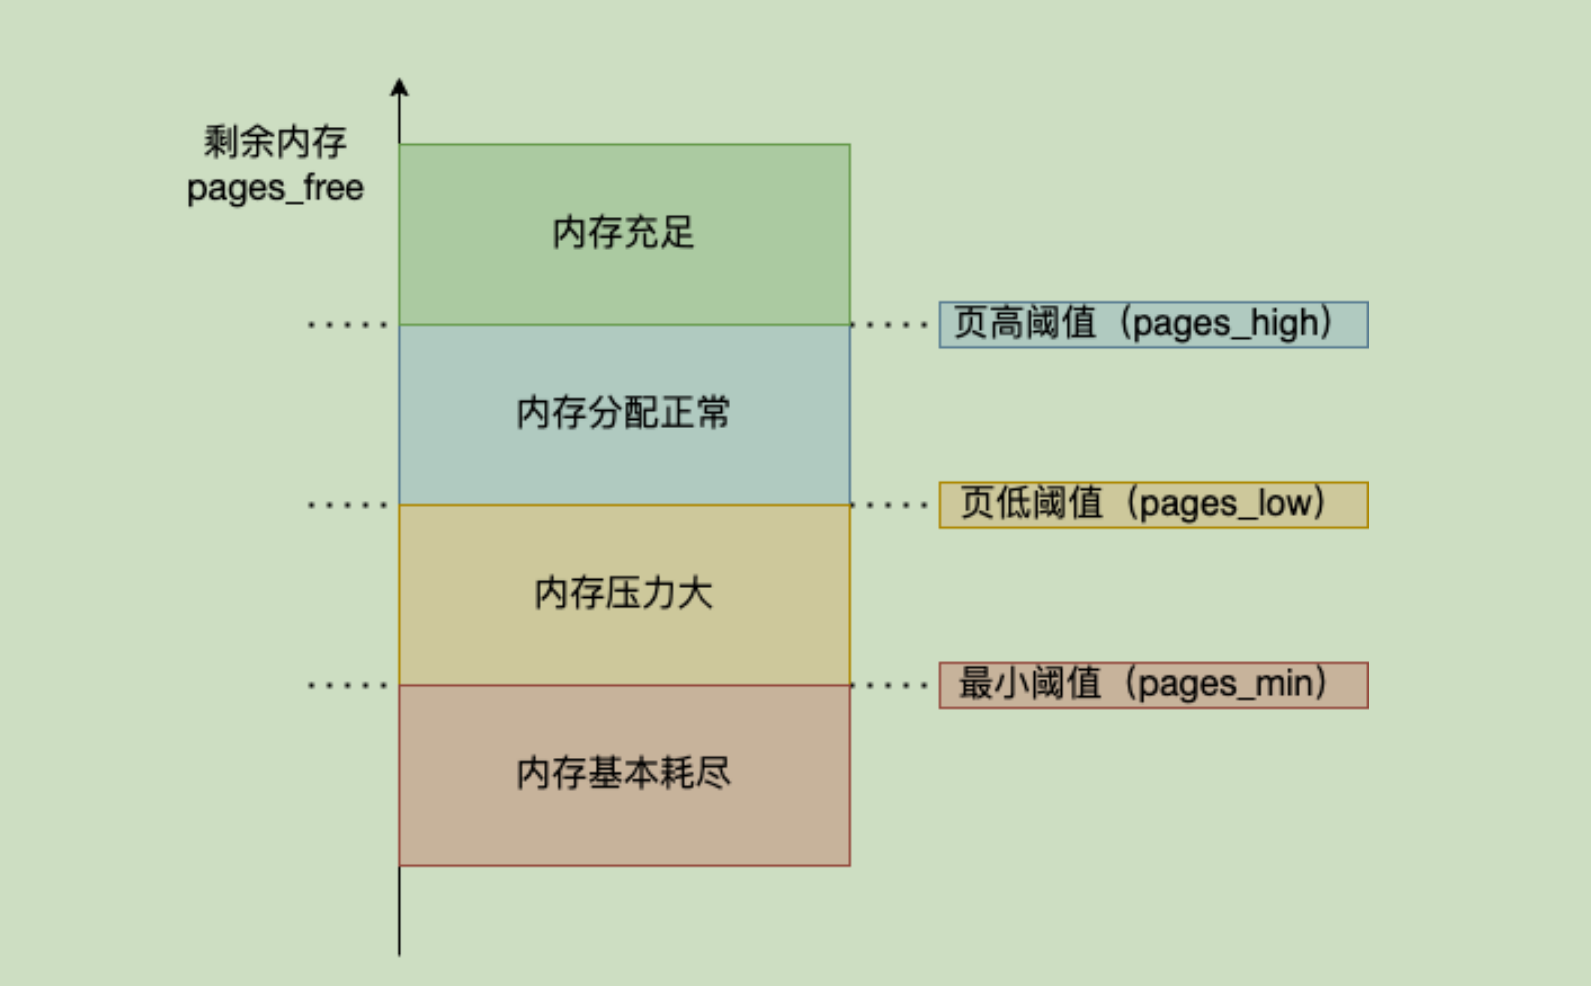 剩余内存
pages_free
内存充足
页高阈值（pages_high）
内存分配正常
页低阈值（pages_low）
内存压力大
最小阈值（pages_min）
内存基本耗尽